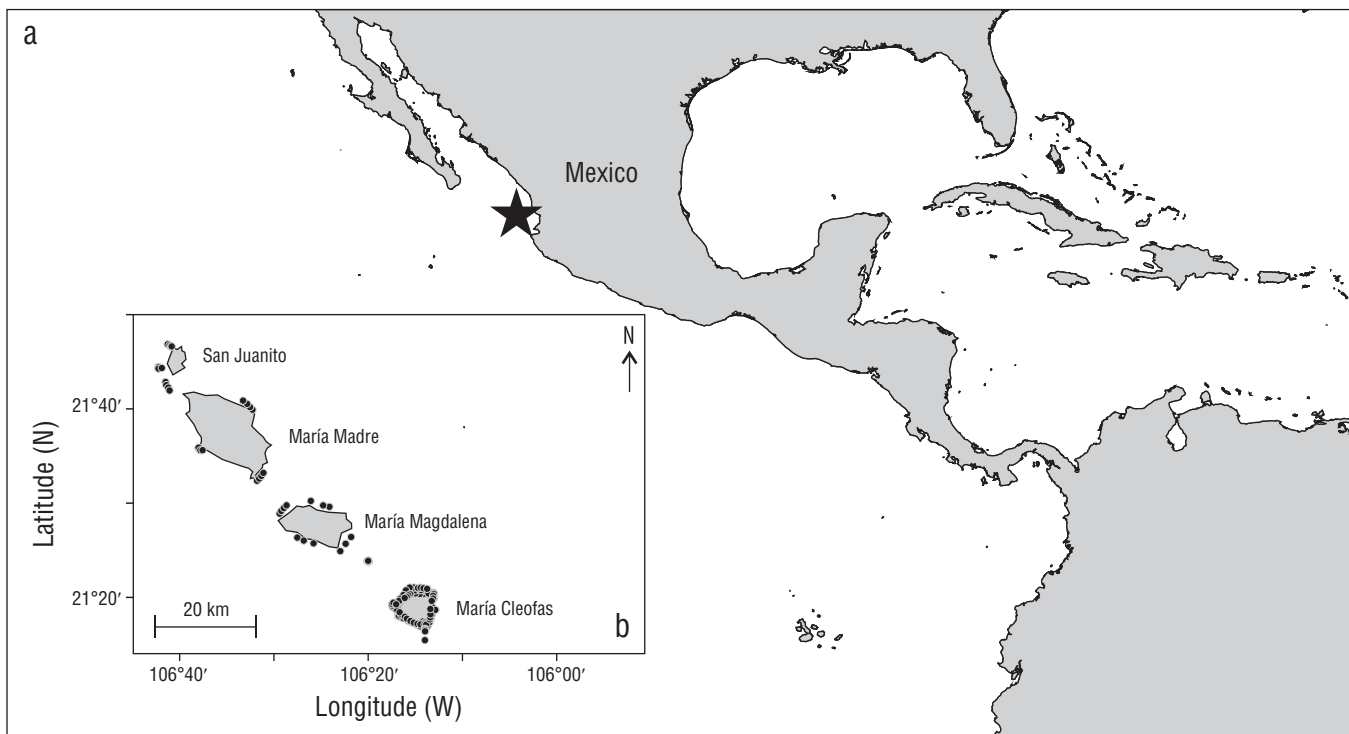 a
Mexico
N
San Juanito
21°40′
María Madre
Latitude (N)
María Magdalena
21°20′
María Cleofas
20 km
b
106°40′
106°20′
106°00′
Longitude (W)